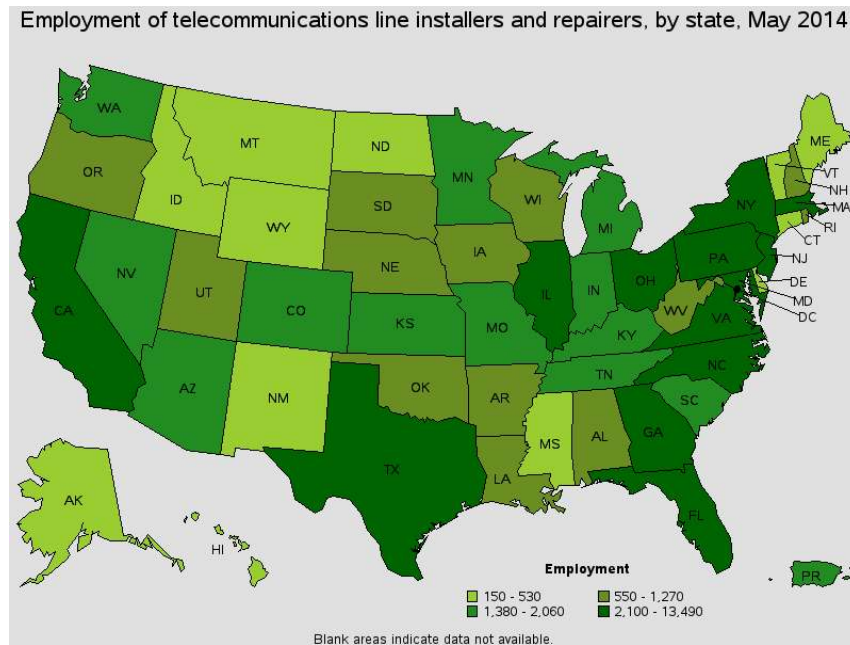 Employment of telecommunications line installers and repairers, by state, May 2014
WA
MT
ND
ME
VT
NH
MA
OR
ID
MN
WI
SD
WY
MI
NY
RI
CT
IA
NE
PA
NJ
NV
UT
IL
IN
OH
DE
MD
CA
CO
WV
VA
DC
KS
MO
KY
NC
TN
AZ
OK
NM
AR
SC
MS
AL
GA
TX
LA
AK
FL
HI
PR
Employment
150 - 530
550 - 1,270
1,380 - 2,060
2,100 - 13,490
Blank areas indicate data not available.